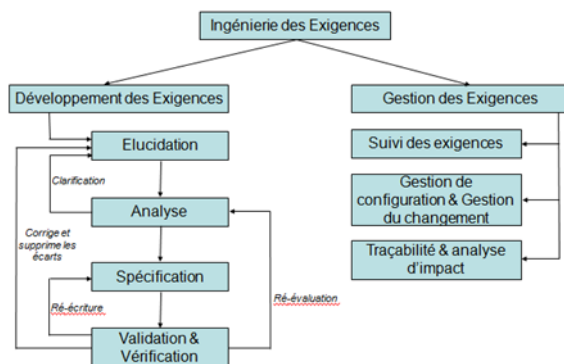 Ingénierie des Exigences
Développement des Exigences
Gestion des Exigences
Elucidation
Suivi des exigences
Clarification
Gestion de
configuration & Gestion
du changement
Analyse
Corrige et
supprime les
écarts
Traçabilité & analyse
d'impact
Spécification
Ré-écriture
Ré-évaluation
Validation &
Vérification